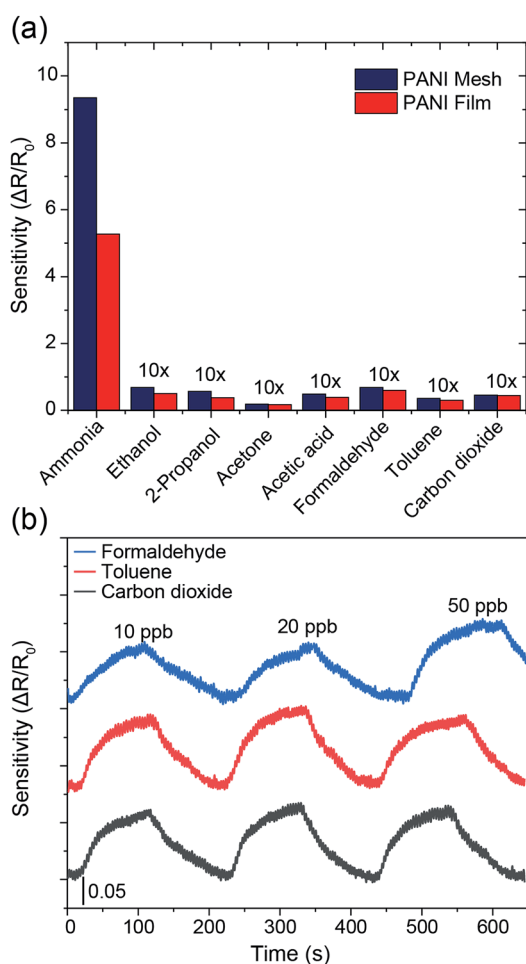 (a)
PANI Mesh
PANI Film
Sensitivity (ΔR/R0)
10
8
6
4
2
0
10x
10x
10x
10x
10x
10x
10x
Ammonia
Ethanol
2-Propanol
Acetone
Acetic acid
Formaldehyde
Toluene
Carbon dioxide
(b)
Formaldehyde
Toluene
Carbon dioxide
10 ppb
20 ppb
50 ppb
Sensitivity (ΔR/R0)
0.05
0 100 200 300 400 500 600
Time (s)